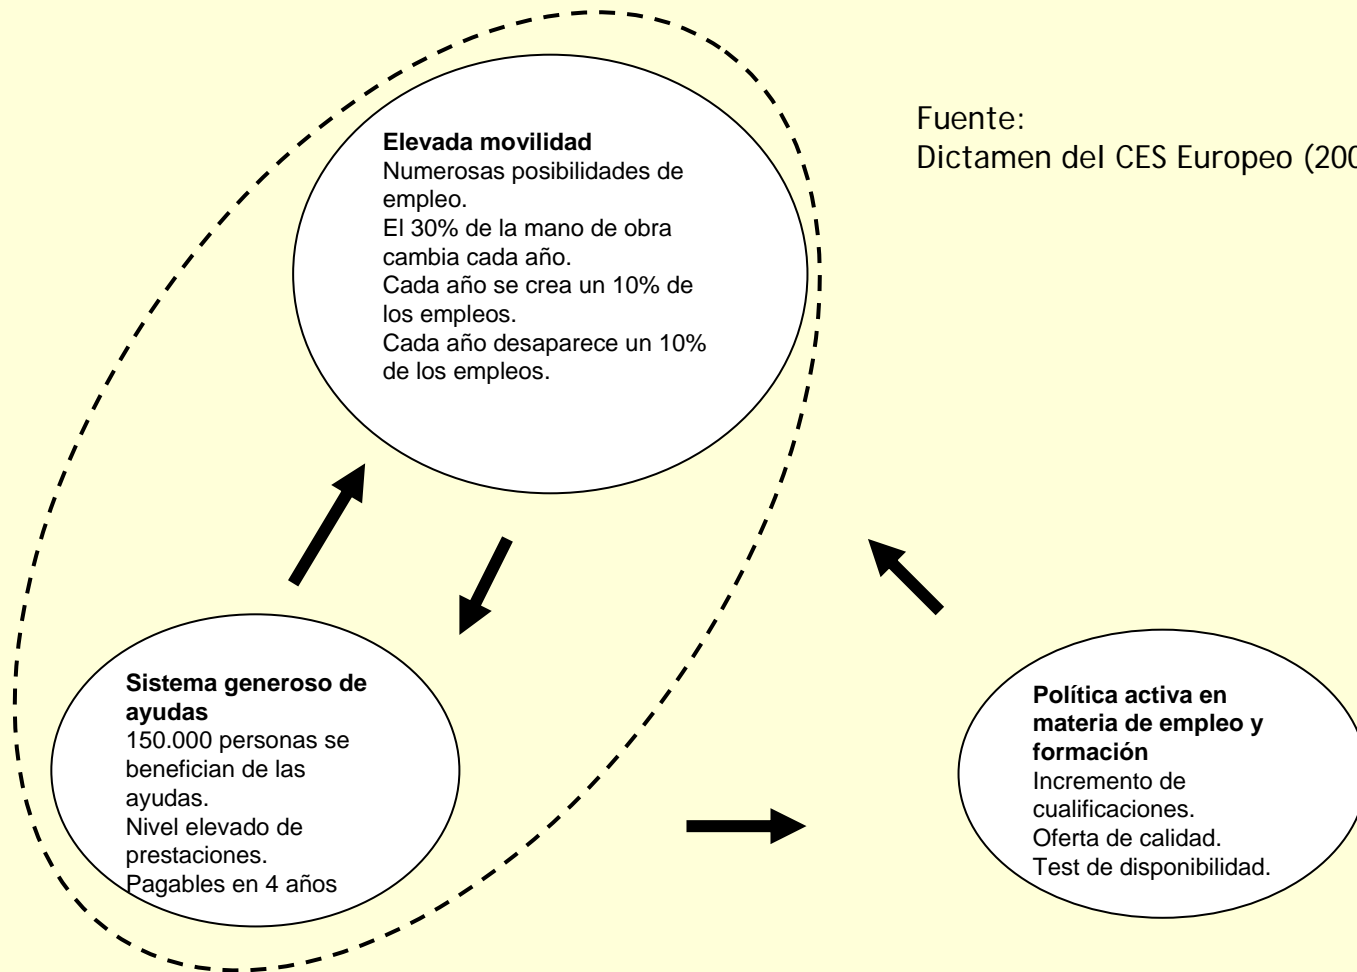 Fuente:
Dictamen del CES Europeo (200
Elevada movilidad
Numerosas posibilidades de
empleo.
El 30% de la mano de obra
cambia cada año.
Cada año se crea un 10% de
los empleos.
Cada año desaparece un 10%
de los empleos.
Sistema generoso de
ayudas
150.000 personas se
benefician de las
ayudas.
Nivel elevado de
prestaciones.
Pagables en 4 años
Política activa en
materia de empleo y
formación
Incremento de
cualificaciones.
Oferta de calidad.
Test de disponibilidad.